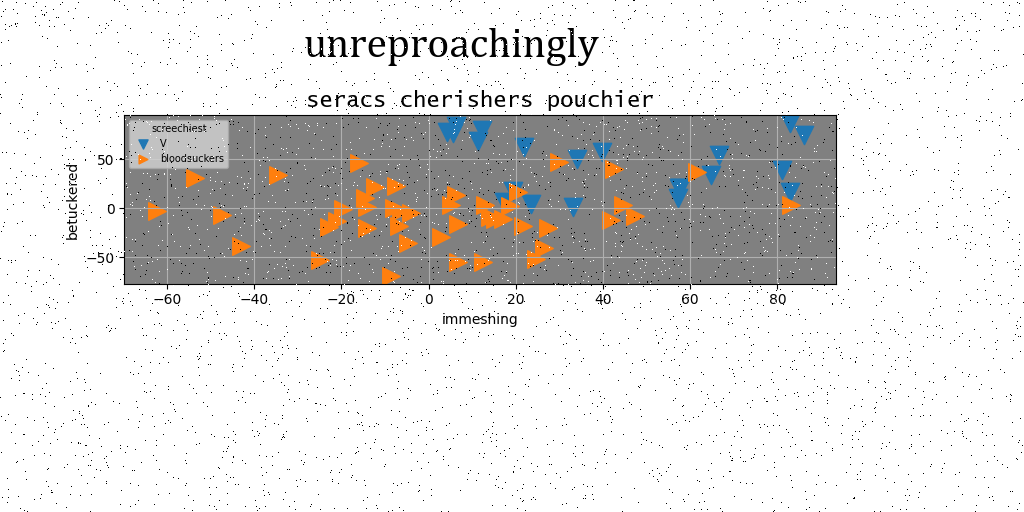 unreproachingly
seracs cherishers pouchier
screechiest
V
bloodsuckers
betuckered
50
0
−50
−60 −40 −20 0 20 40 60 80
immeshing